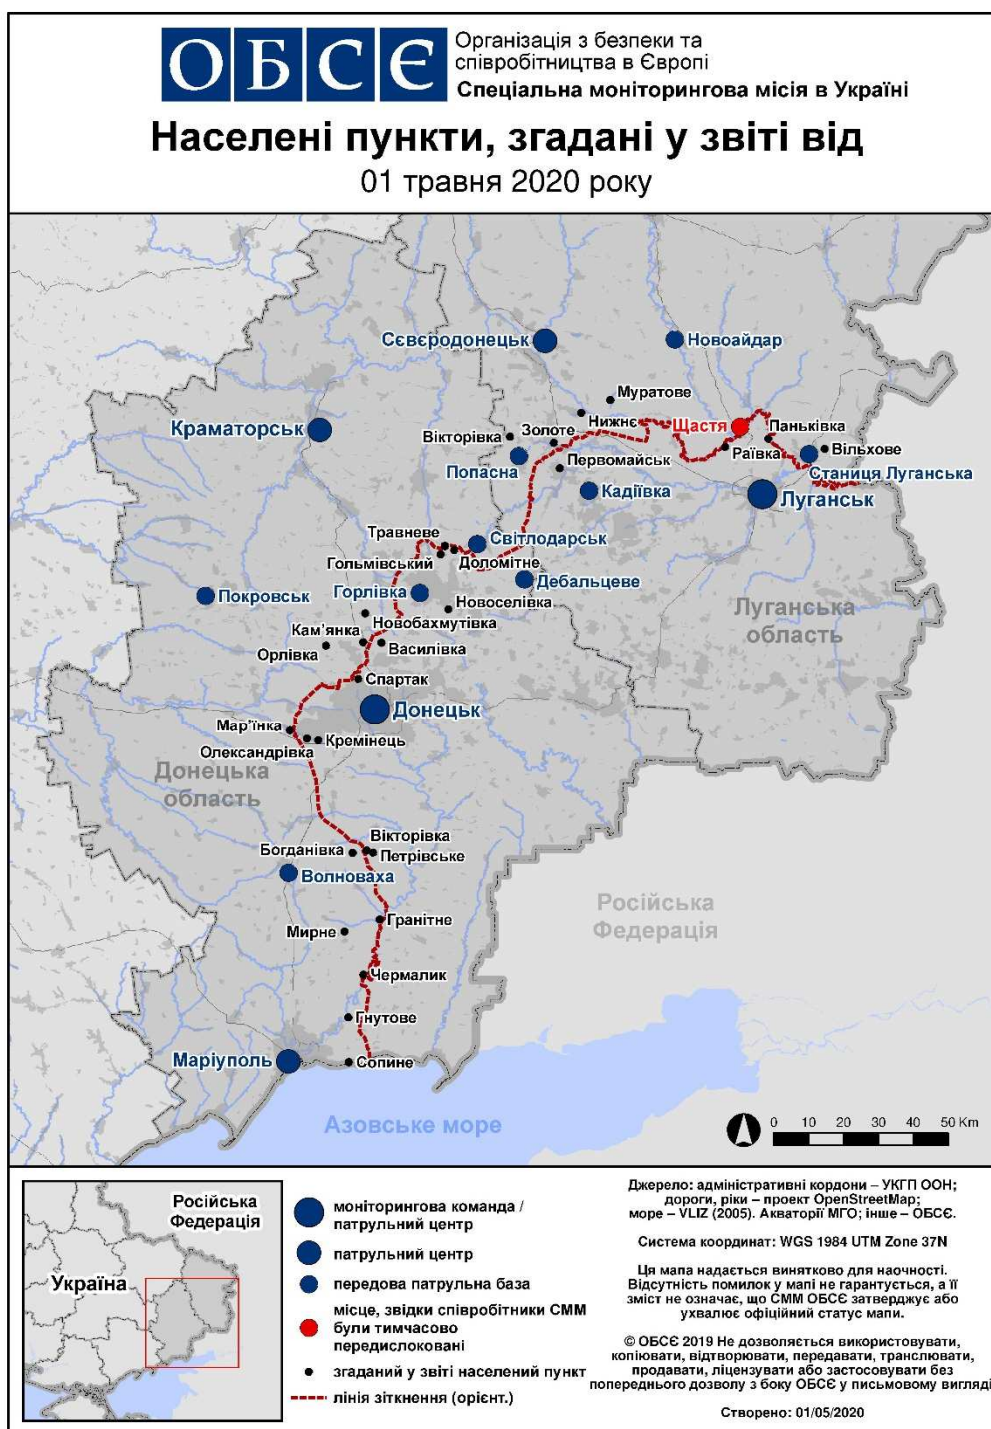 ОБСЄ
Організація з безпеки та
співробітництва в Європі
Спеціальна моніторингова місія в Україні
Населені пункти, згадані у звіті від
01 травня 2020 року
Сєвєродонецьк
Новоайдар
Муратове
Нижнє
Краматорськ
Вікторівка
Золоте
Щастя
Паньківка
Раївка
Вільхове
Попасна
Первомайськ
Станиця Луганська
Кадіївка
Луганськ
Травневе
Світлодарськ
Гольмівський
Доломітне
Дебальцеве
Покровськ
Горлівка
Новоселівка
Луганська
область
Новобахмутівка
Кам'янка
Орлівка
Василівка
Спартак
Донецьк
Мар'їнка
Кремінець
Олександрівка
Донецька
область
Вікторівка
Богданівка
Петрівське
Волноваха
Гранітне
Мирне
Російська
Федерація
Чермалик
Гнутове
Маріуполь
Сопине
Азовське море
0 10 20 30 40 50 Km
Російська
Федерація
Україна
моніторингова команда /
патрульний центр
патрульний центр
передова патрульна база
місце, звідки співробітники СММ
були тимчасово
передислоковані
згаданий у звіті населений пункт
лінія зіткнення (орієнт.)
Джерело: адміністративні кордони – УКГП ООН;
дороги, ріки – проект OpenStreetMap;
море – VLIZ (2005). Акваторії МГО; інше – ОБСЄ.
Система координат: WGS 1984 UTM Zone 37N
Ця мапа надається винятково для наочності.
Відсутність помилок у мапі не гарантується, а її
зміст не означає, що СММ ОБСЄ затверджує або
ухвалює офіційний статус мапи.
© ОБСЄ 2019 Не дозволяється використовувати,
копіювати, відтворювати, передавати, транслювати,
продавати, ліцензувати або застосовувати без
попереднього дозволу з боку ОБСЄ у письмовому вигляді
Створено: 01/05/2020